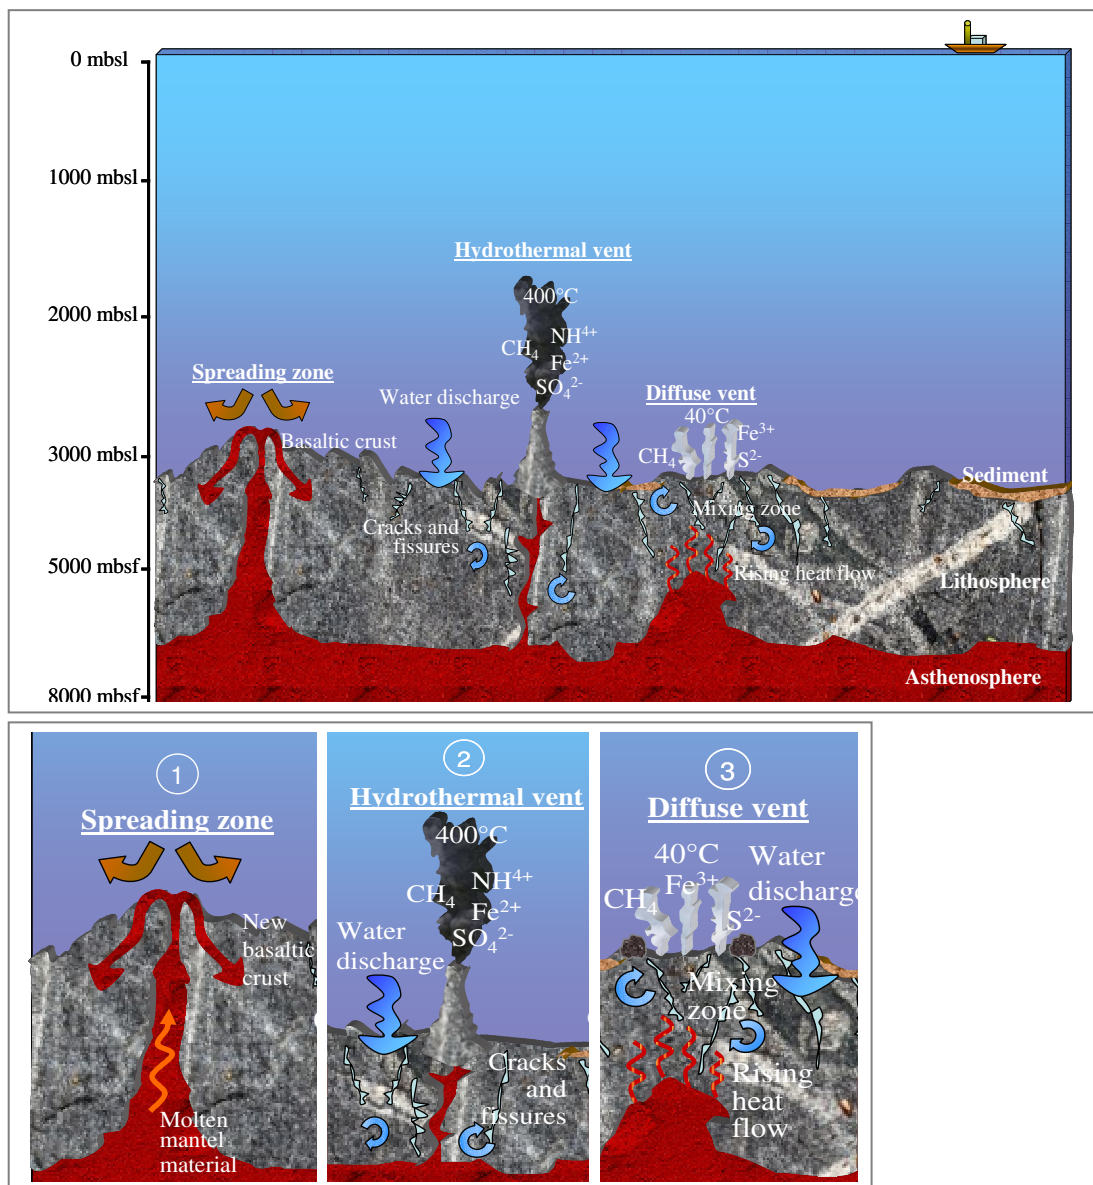 0 mbsl
1000 mbsl
2000 mbsl
3000 mbsl
5000 mbsf
8000 mbsf
Hydrothermal vent
400°C
NH⁴⁺
CH₄
Fe²⁺
SO₄²⁻
Spreading zone
Water discharge
Basaltic crust
Diffuse vent
40°C
Fe³⁺
CH₄
S²⁻
Sediment
Mixing zone
Cracks and
fissures
Rising heat flow
Lithosphere
Asthenosphere
1
Spreading zone
New
basaltic
crust
Molten
mantel
material
2
Hydrothermal vent
400°C
CH₄
NH⁴⁺
Fe²⁺
SO₄²⁻
Water
discharge
Cracks
and
fissures
3
Diffuse vent
40°C
Water
discharge
Fe³⁺
CH₄
S²⁻
Mixing
zone
Rising
heat
flow